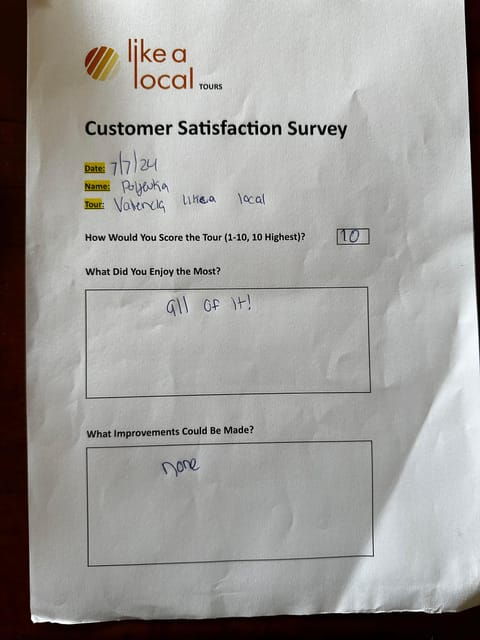 like a
local TOURS
Customer Satisfaction Survey
Date: 7/7/24
Name:
Tour: Valencia like a local
How Would You Score the Tour (1-10, 10 Highest)? 10
What Did You Enjoy the Most?
all of it!
What Improvements Could Be Made?
none